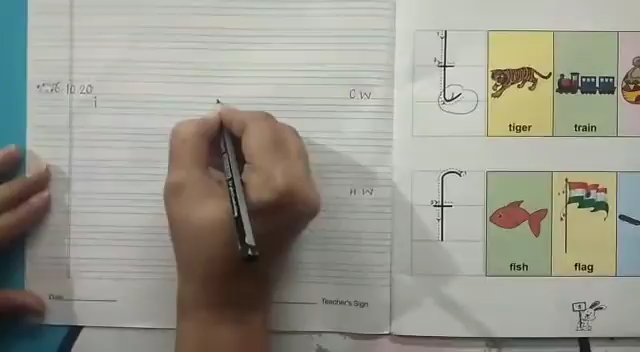 10 20
C W
i
H W
Date
Teacher's Sign
t
tiger train
f
fish flag